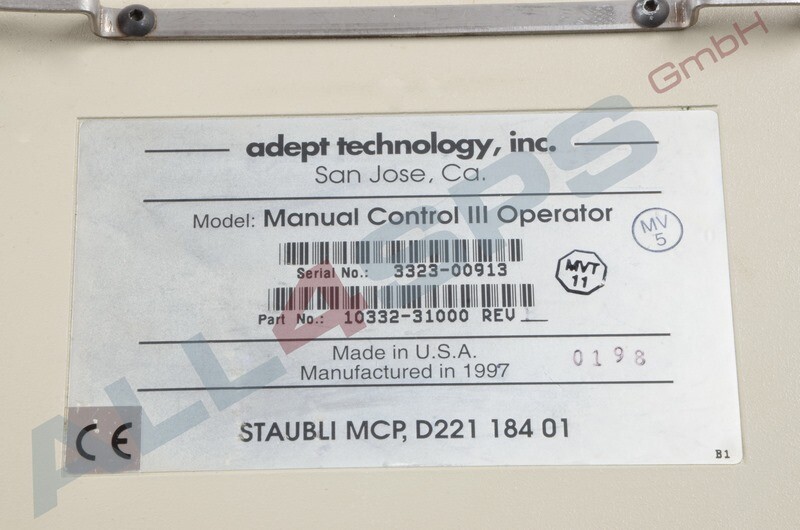 adept technology, inc.
San Jose, Ca.
Model: Manual Control III Operator
MV
5
Serial No.: 3323-00913
MVT
11
Part No.: 10332-31000 REV
Made in U.S.A.
Manufactured in 1997
0198
CE
STAUBLI MCP, D221 184 01
B1
ALL4SPS GmbH